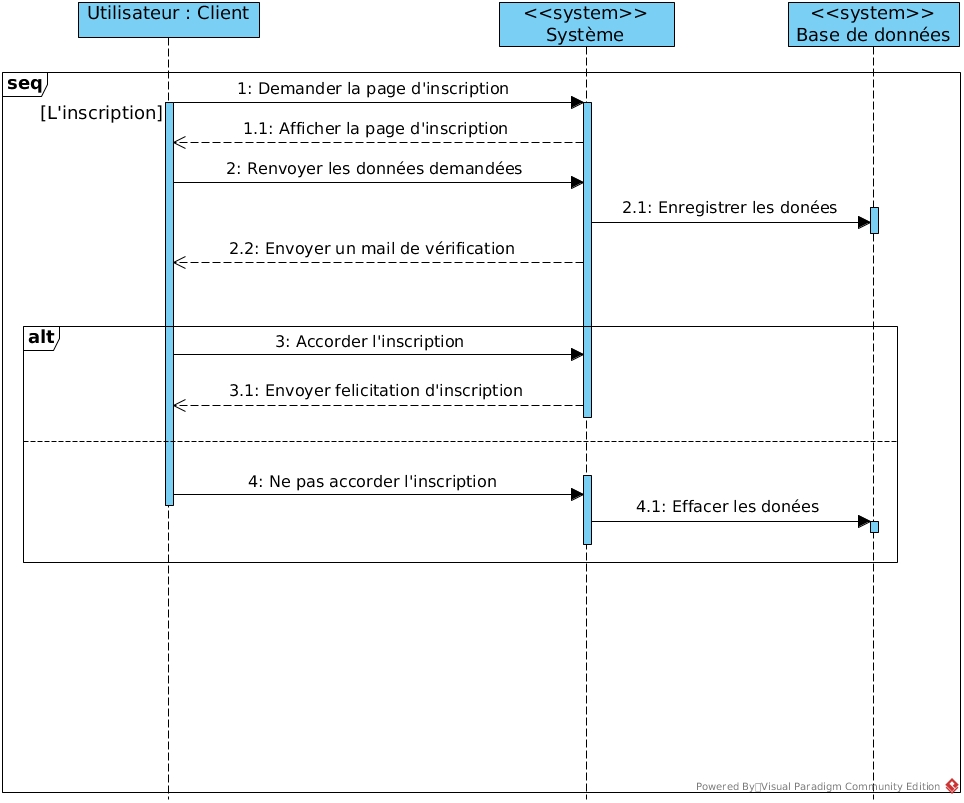 Utilisateur : Client
<<system>>
Système
<<system>>
Base de données
seq
[L'inscription]
1: Demander la page d'inscription
1.1: Afficher la page d'inscription
2: Renvoyer les données demandées
2.1: Enregistrer les donées
2.2: Envoyer un mail de vérification
alt
3: Accorder l'inscription
3.1: Envoyer felicitation d'inscription
4: Ne pas accorder l'inscription
4.1: Effacer les donées
Powered By Visual Paradigm Community Edition